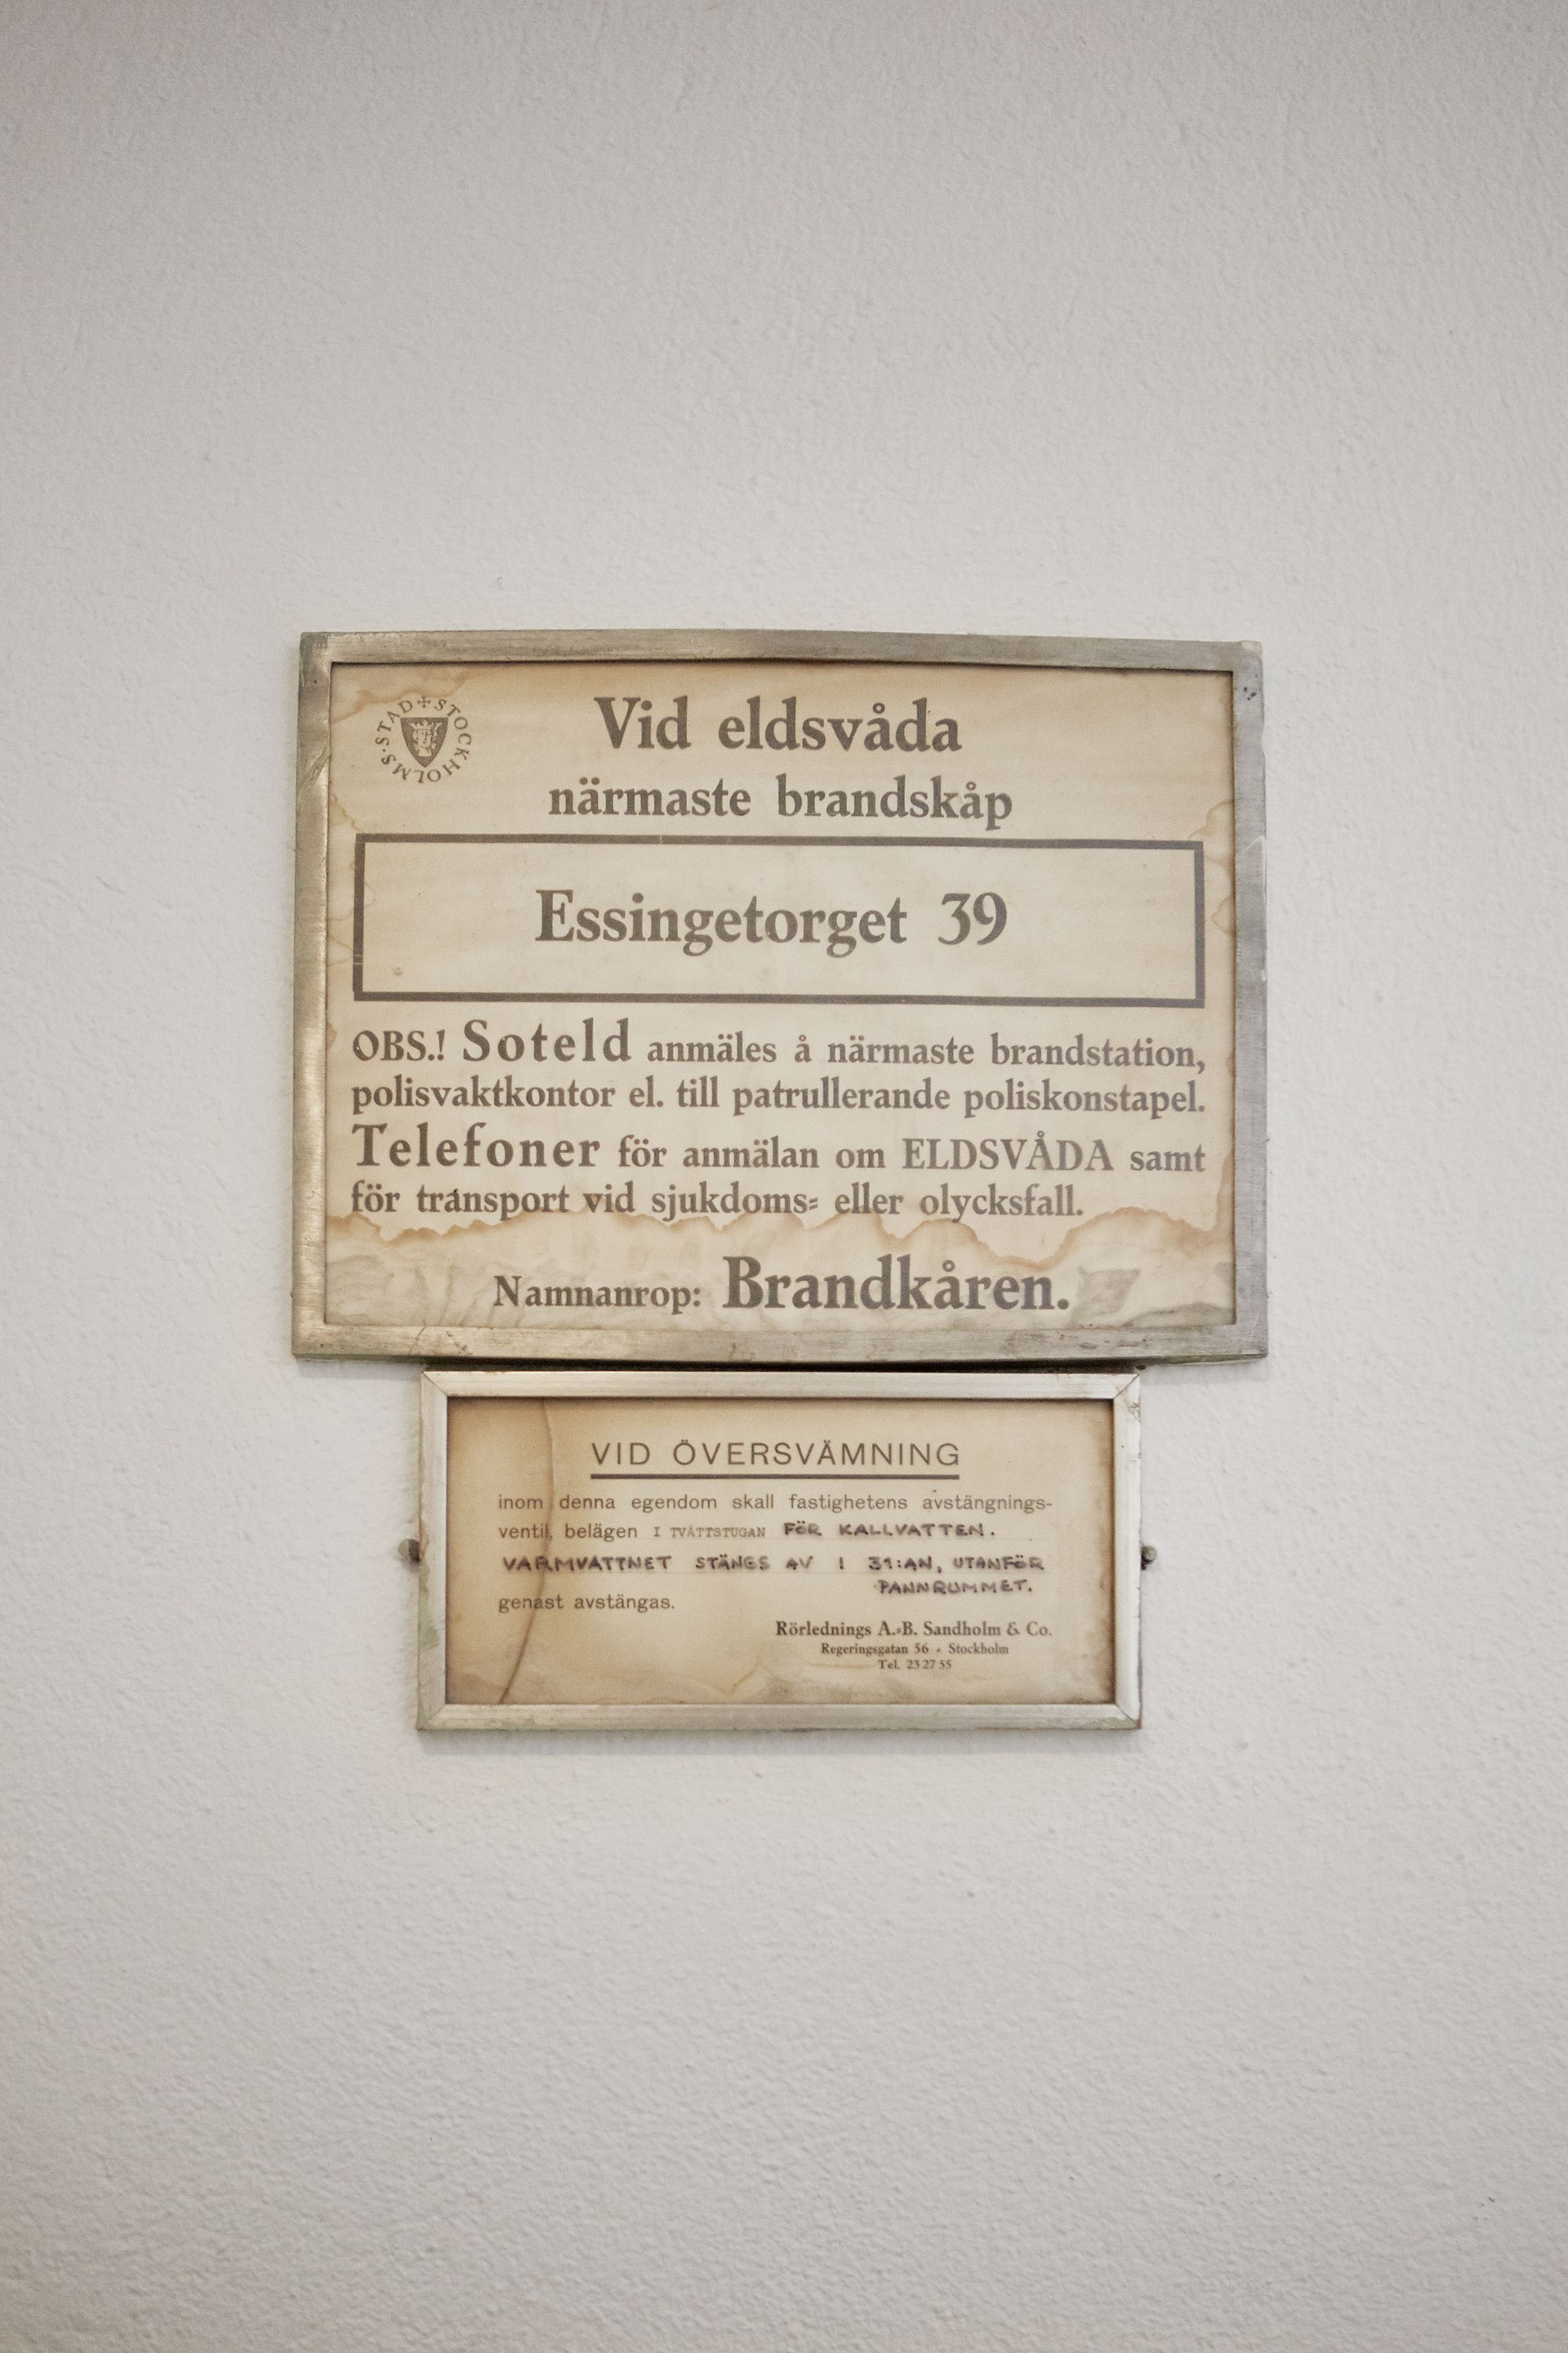 STOCKHOLMS·STAD
Vid eldsvåda
närmaste brandskåp
Essingetorget 39
OBS.! Soteld anmäles å närmaste brandstation,
polisvaktkontor el. till patrullerande poliskonstapel.
Telefoner för anmälan om ELDSVÅDA samt
för transport vid sjukdoms= eller olycksfall.
Namnanrop: Brandkåren.
VID ÖVERSVÄMNING
inom denna egendom skall fastighetens avstängnings-
ventil, belägen I TVÄTTSTUGAN FÖR KALLVATTEN.
VARMVATTNET STÄNGS AV I 31:AN, UTANFÖR
PANNRUMMET.
genast avstängas.
Rörlednings A.=B. Sandholm & Co.
Regeringsgatan 56 - Stockholm
Tel. 23 27 55